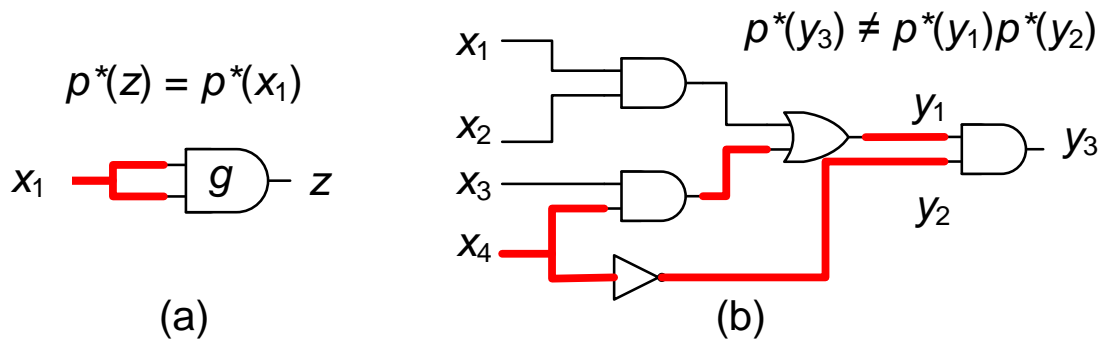 p*(z) = p*(x₁)
x₁
g
z
(a)
p*(y₃) ≠ p*(y₁)p*(y₂)
x₁
x₂
x₃
x₄
y₁
y₂
y₃
(b)